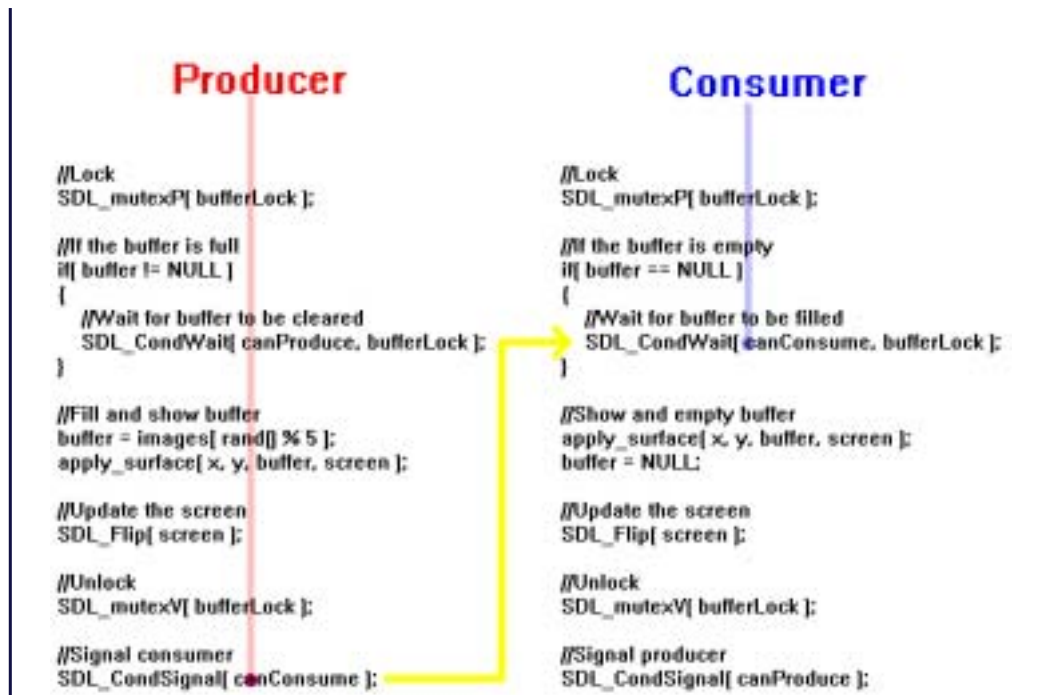 Producer
//Lock
SDL_mutexP( bufferLock );
//If the buffer is full
if( buffer != NULL )
{
//Wait for buffer to be cleared
SDL_CondWait( canProduce, bufferLock );
}
//Fill and show buffer
buffer = images[ rand() % 5 ];
apply_surface( x, y, buffer, screen );
//Update the screen
SDL_Flip( screen );
//Unlock
SDL_mutexV( bufferLock );
//Signal consumer
SDL_CondSignal( canConsume );
Consumer
//Lock
SDL_mutexP( bufferLock );
//If the buffer is empty
if( buffer == NULL )
{
//Wait for buffer to be filled
SDL_CondWait( canConsume, bufferLock );
}
//Show and empty buffer
apply_surface( x, y, buffer, screen );
buffer = NULL;
//Update the screen
SDL_Flip( screen );
//Unlock
SDL_mutexV( bufferLock );
//Signal producer
SDL_CondSignal( canProduce );